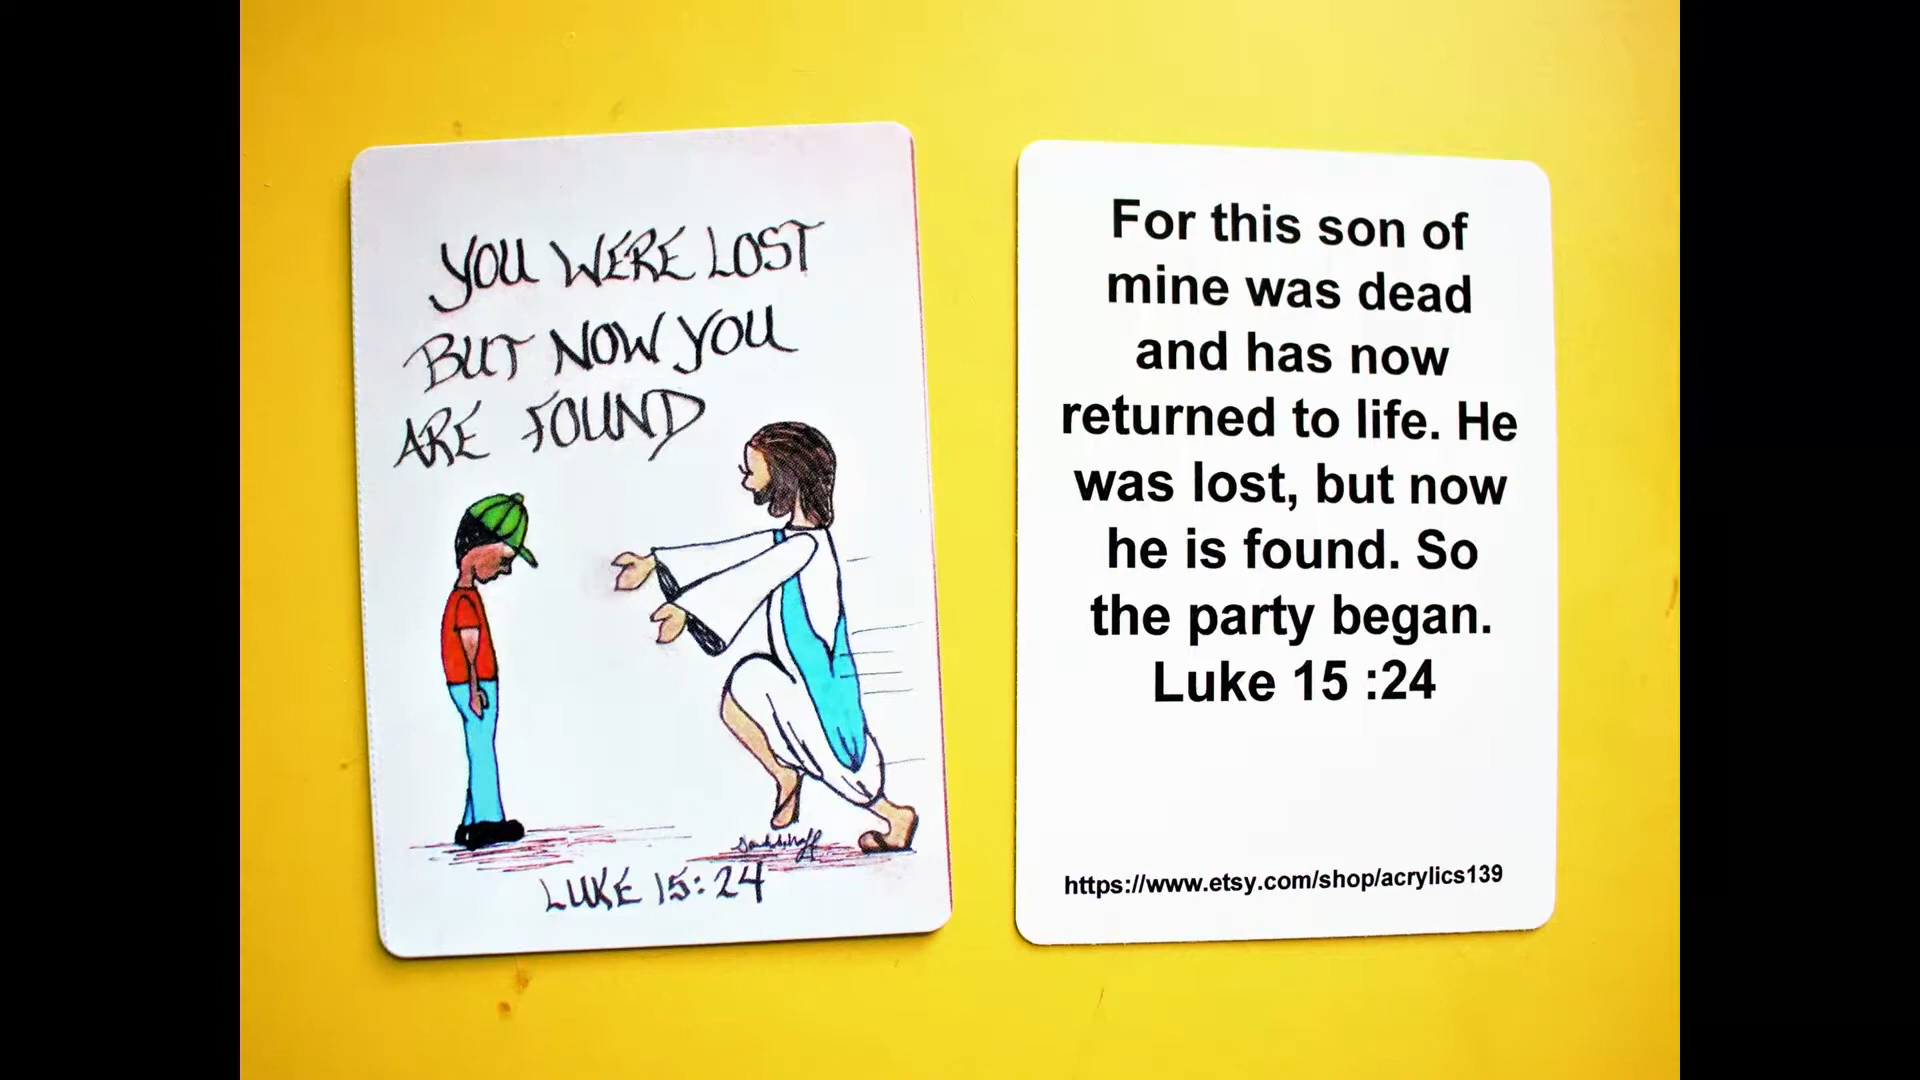 YOU WERE LOST
BUT NOW YOU
ARE FOUND
LUKE 15:24
For this son of
mine was dead
and has now
returned to life. He
was lost, but now
he is found. So
the party began.
Luke 15 :24
https://www.etsy.com/shop/acrylics139